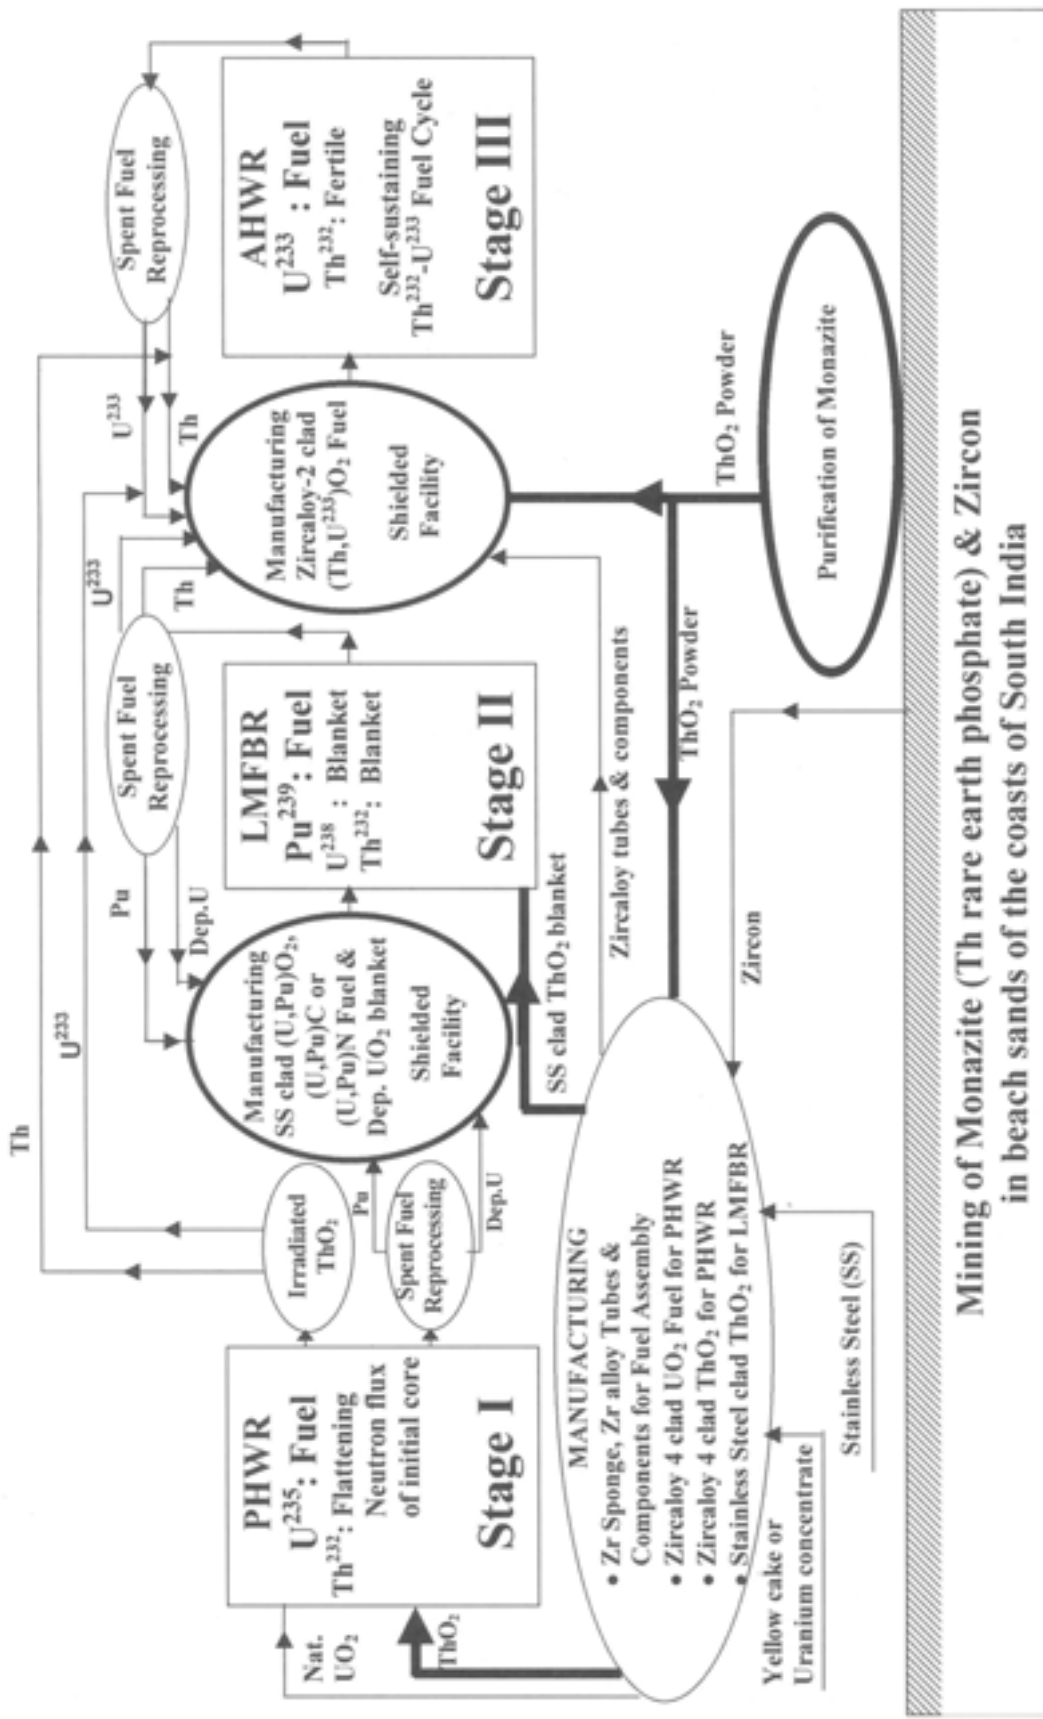 Th
U233
Nat.
UO2
ThO2
PHWR
U235: Fuel
Th232: Flattening
Neutron flux
of initial core
Stage I
Irradiated
ThO2
Spent Fuel
Reprocessing
Pu
Dep.U
Pu
Dep.U
Manufacturing
SS clad (U,Pu)O2,
(U,Pu)C or
(U,Pu)N Fuel &
Dep. UO2 blanket
Shielded
Facility
Spent Fuel
Reprocessing
LMFBR
Pu239: Fuel
U238 : Blanket
Th232: Blanket
Stage II
U233
Th
U233
Th
Manufacturing
Zircaloy-2 clad
(Th,U233)O2 Fuel
Shielded
Facility
Spent Fuel
Reprocessing
AHWR
U233 : Fuel
Th232: Fertile
Self-sustaining
Th232-U233 Fuel Cycle
Stage III
MANUFACTURING
• Zr Sponge, Zr alloy Tubes &
Components for Fuel Assembly
• Zircaloy 4 clad UO2 Fuel for PHWR
• Zircaloy 4 clad ThO2 for PHWR
• Stainless Steel clad ThO2 for LMFBR
SS clad ThO2 blanket
Zircaloy tubes & components
ThO2 Powder
ThO2 Powder
Zircon
Purification of Monazite
Yellow cake or
Uranium concentrate
Stainless Steel (SS)
Mining of Monazite (Th rare earth phosphate) & Zircon
in beach sands of the coasts of South India